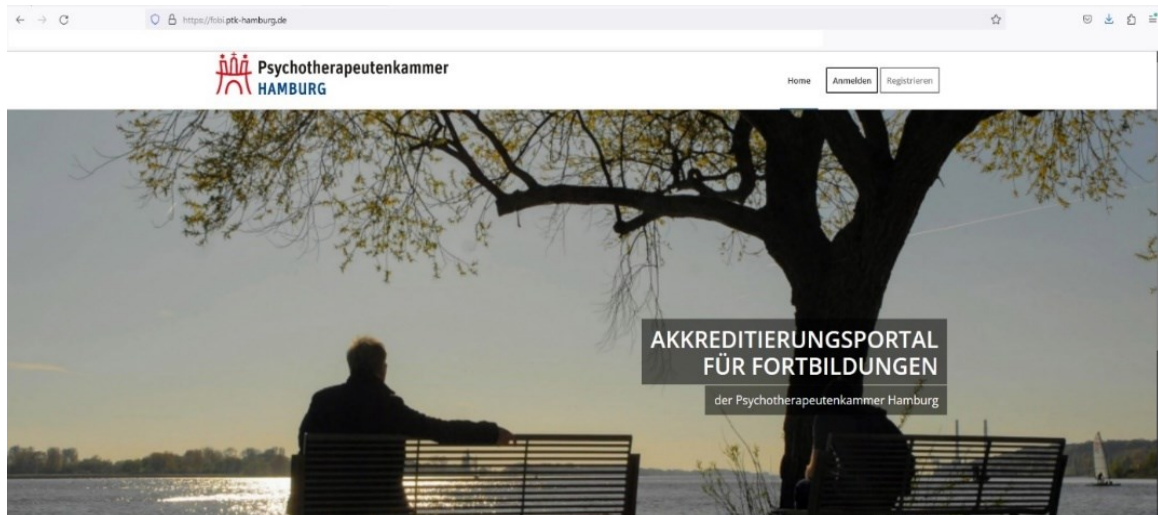 https://fobi.ptk-hamburg.de
Psychotherapeutenkammer
HAMBURG
Home
Anmelden
Registrieren
AKKREDITIERUNGSPORTAL
FÜR FORTBILDUNGEN
der Psychotherapeutenkammer Hamburg